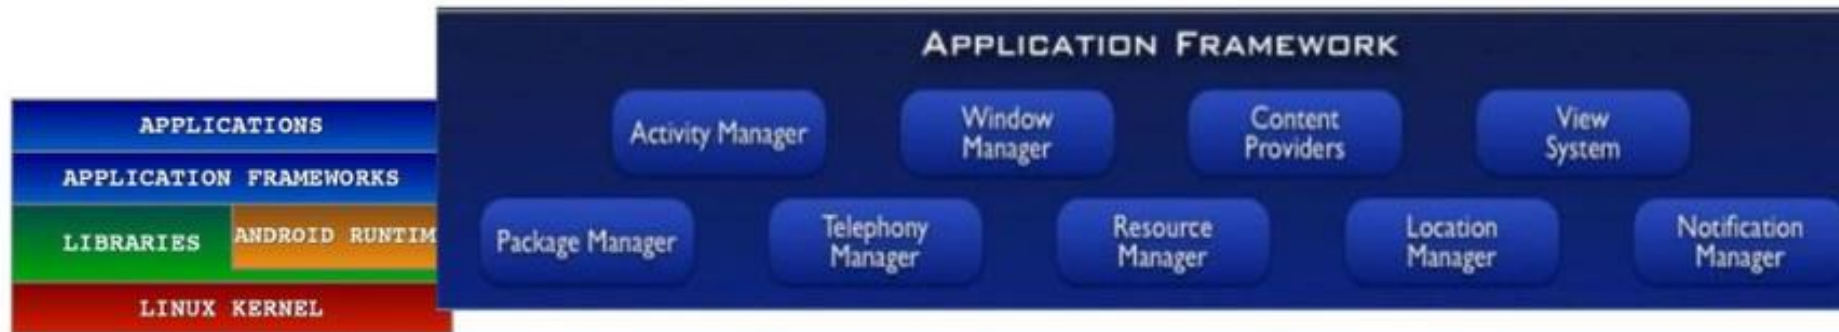 APPLICATIONS
APPLICATION FRAMEWORKS
LIBRARIES
ANDROID RUNTIM
LINUX KERNEL
APPLICATION FRAMEWORK
Activity Manager
Window
Manager
Content
Providers
View
System
Package Manager
Telephony
Manager
Resource
Manager
Location
Manager
Notification
Manager